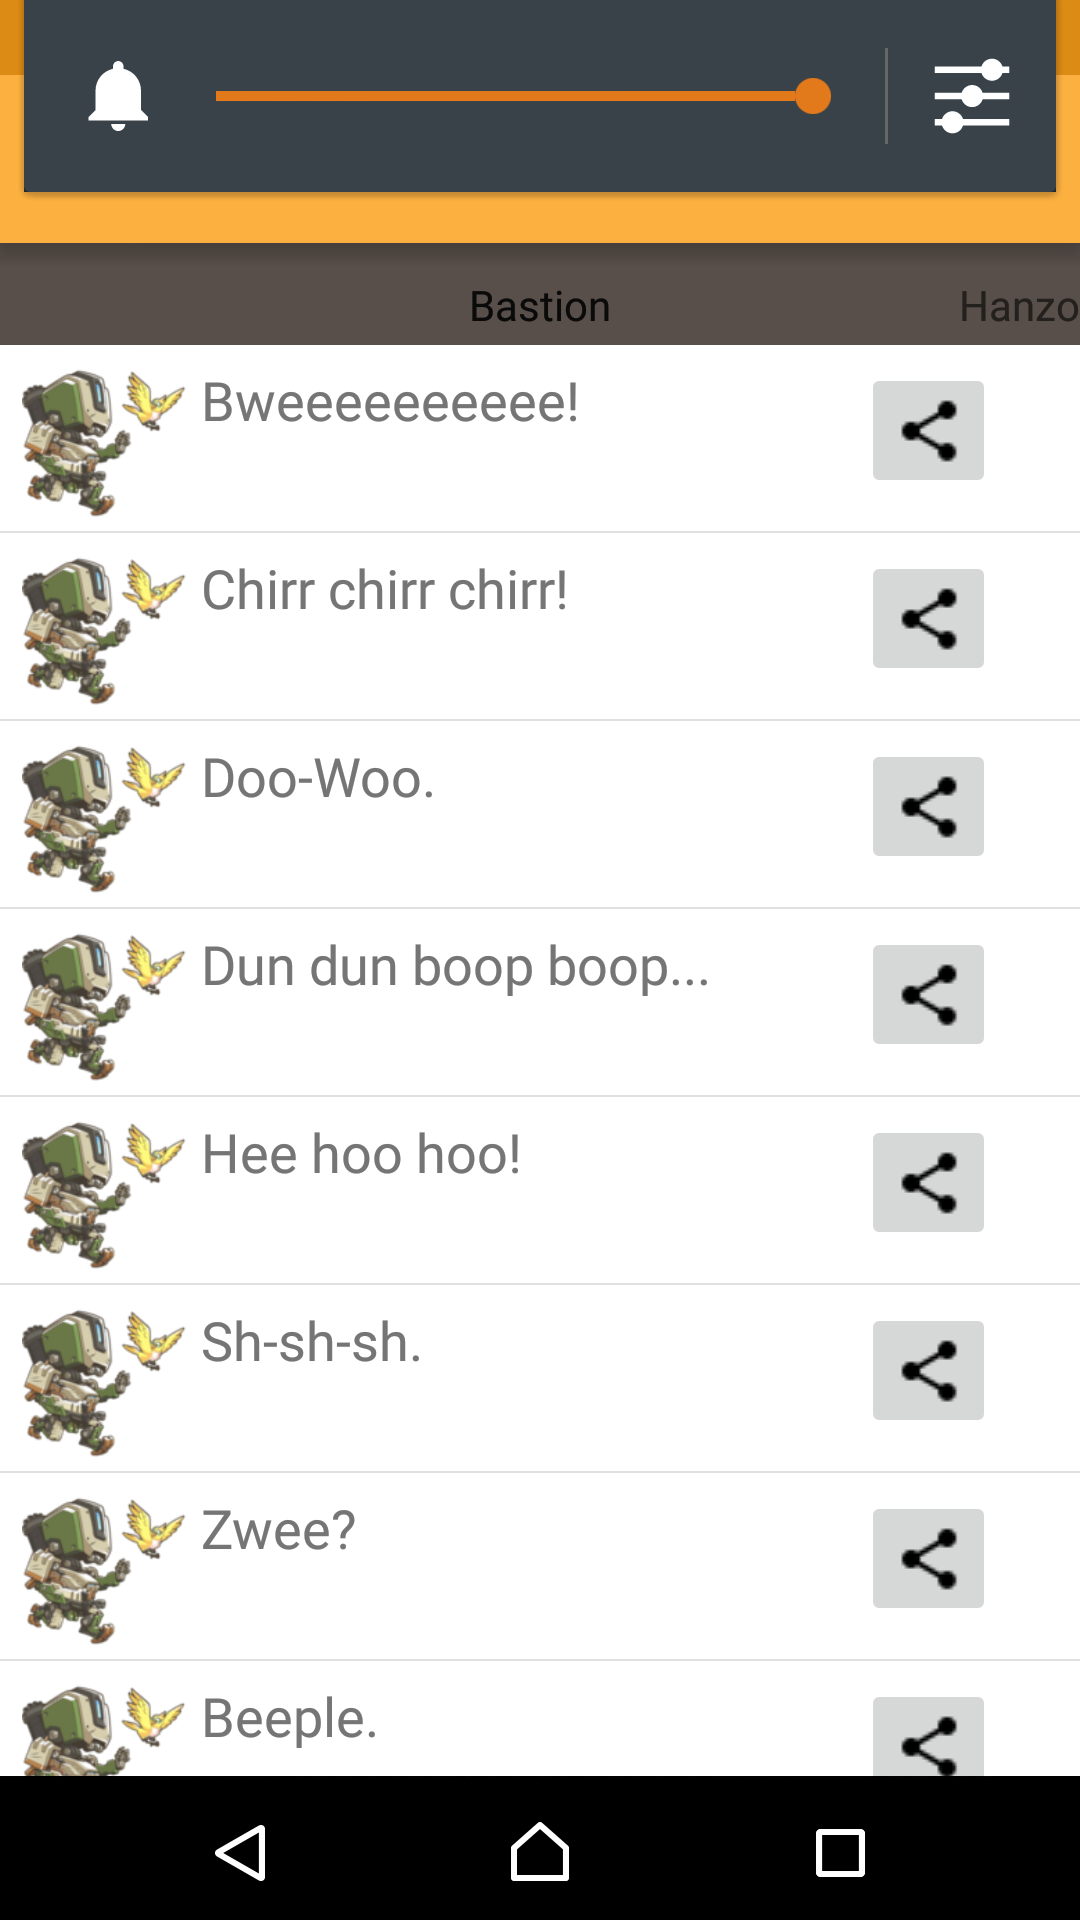 Bastion
Hanzo
Bweeeeeeeeee!
Chirr chirr chirr!
Doo-Woo.
Dun dun boop boop...
Hee hoo hoo!
Sh-sh-sh.
Zwee?
Beeple.